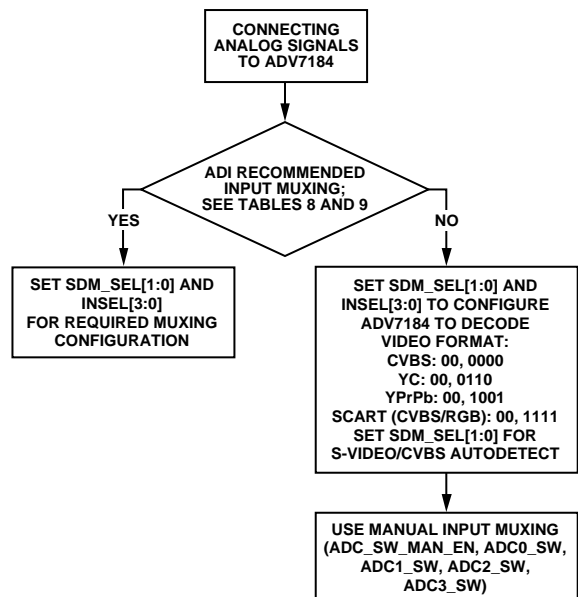 CONNECTING
ANALOG SIGNALS
TO ADV7184
ADI RECOMMENDED
INPUT MUXING;
SEE TABLES 8 AND 9
YES
NO
SET SDM_SEL[1:0] AND
INSEL[3:0]
FOR REQUIRED MUXING
CONFIGURATION
SET SDM_SEL[1:0] AND
INSEL[3:0] TO CONFIGURE
ADV7184 TO DECODE
VIDEO FORMAT:
CVBS: 00, 0000
YC: 00, 0110
YPrPb: 00, 1001
SCART (CVBS/RGB): 00, 1111
SET SDM_SEL[1:0] FOR
S-VIDEO/CVBS AUTODETECT
USE MANUAL INPUT MUXING
(ADC_SW_MAN_EN, ADC0_SW,
ADC1_SW, ADC2_SW,
ADC3_SW)